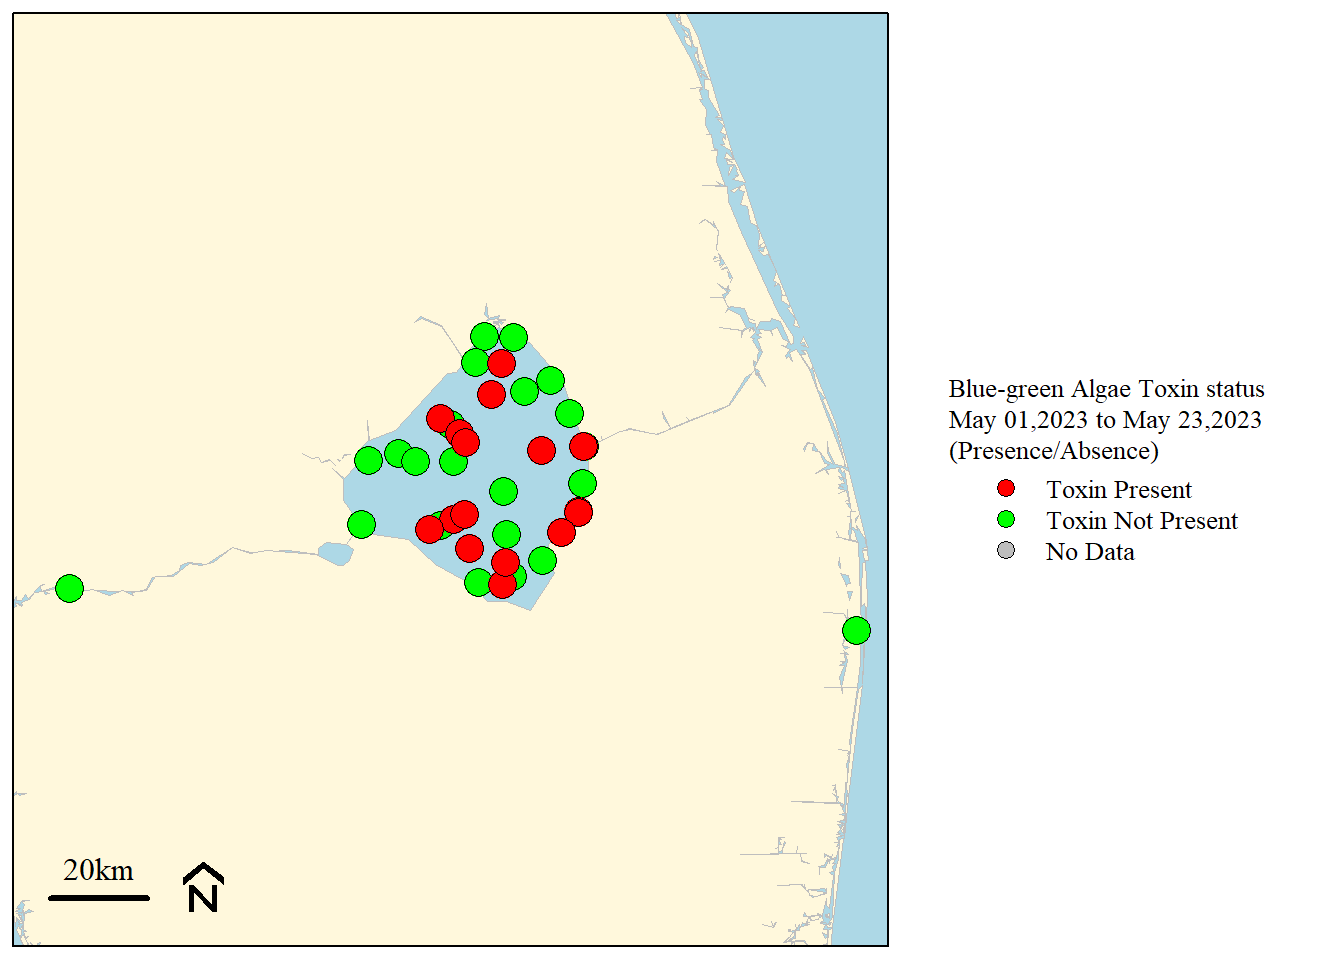 Blue-green Algae Toxin status
May 01,2023 to May 23,2023
(Presence/Absence)
Toxin Present
Toxin Not Present
No Data
20km
N